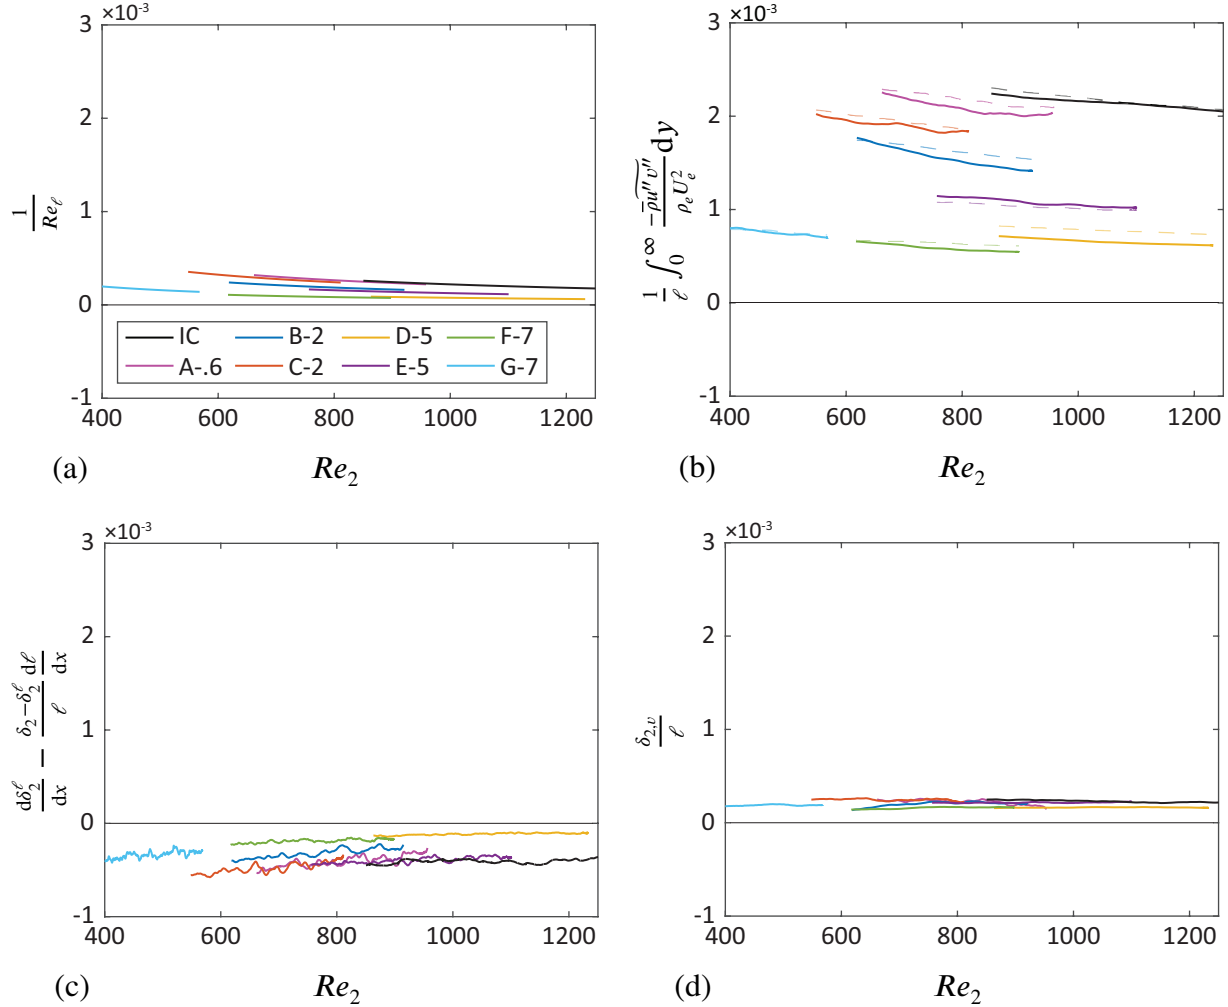 ×10⁻³
3
2
1
0
-1
400 600 800 1000 1200
1/Re_ℓ
IC B-2 D-5 F-7
A-.6 C-2 E-5 G-7
(a) Re₂
×10⁻³
3
2
1
0
-1
400 600 800 1000 1200
1/ℓ ∫₀^∞ −ρ̄u″v″/ρₑUₑ² dy
(b) Re₂
×10⁻³
3
2
1
0
-1
400 600 800 1000 1200
dδ₂^ℓ/dx − δ₂−δ₂^ℓ/ℓ dℓ/dx
(c) Re₂
×10⁻³
3
2
1
0
-1
400 600 800 1000 1200
δ₂,ᵥ/ℓ
(d) Re₂